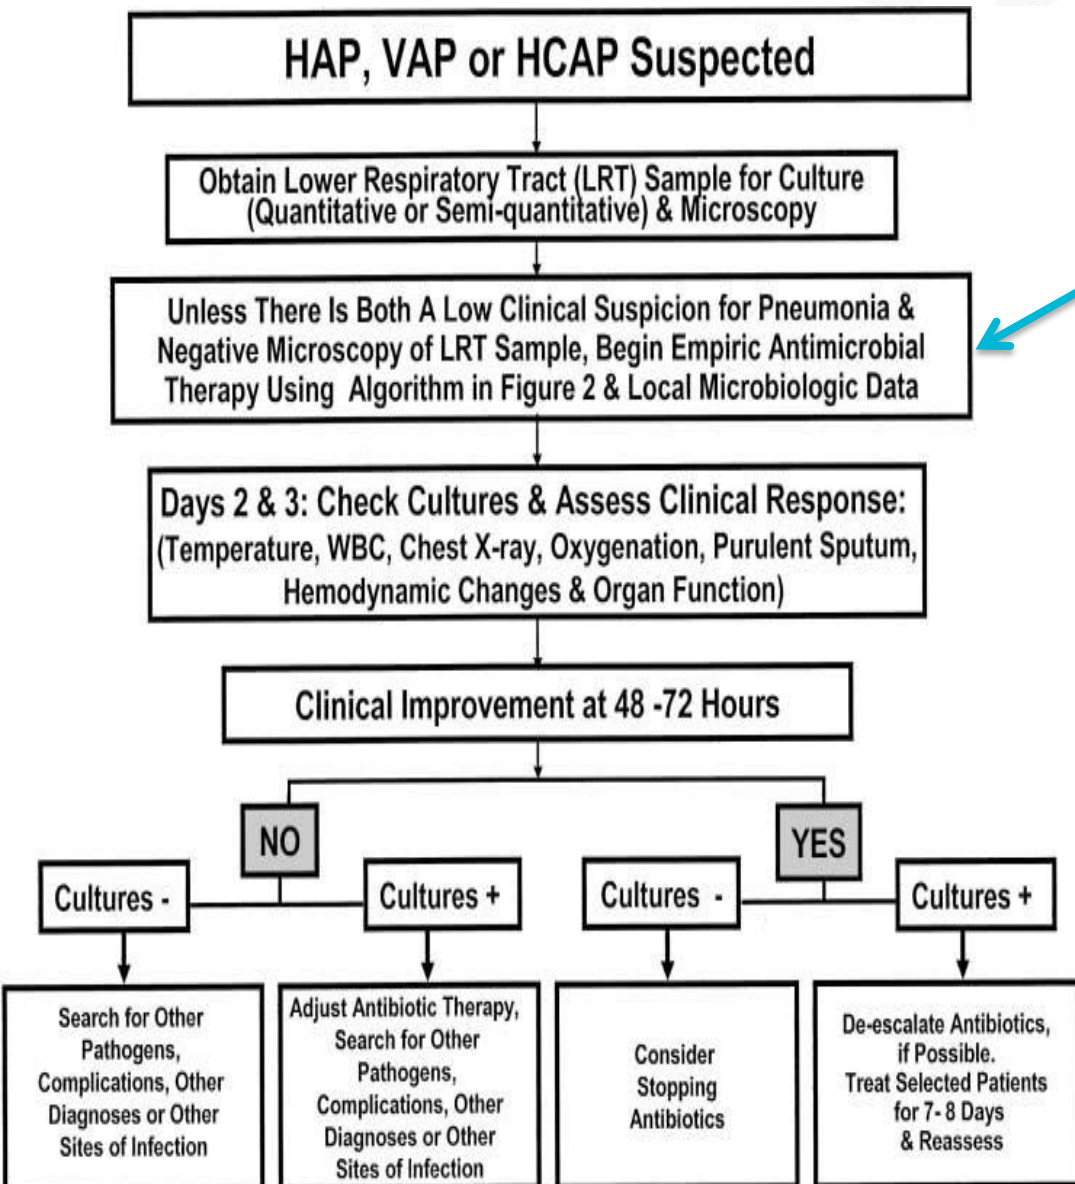 HAP, VAP or HCAP Suspected
Obtain Lower Respiratory Tract (LRT) Sample for Culture
(Quantitative or Semi-quantitative) & Microscopy
Unless There Is Both A Low Clinical Suspicion for Pneumonia &
Negative Microscopy of LRT Sample, Begin Empiric Antimicrobial
Therapy Using Algorithm in Figure 2 & Local Microbiologic Data
Days 2 & 3: Check Cultures & Assess Clinical Response:
(Temperature, WBC, Chest X-ray, Oxygenation, Purulent Sputum,
Hemodynamic Changes & Organ Function)
Clinical Improvement at 48 -72 Hours
NO
YES
Cultures -
Cultures +
Cultures -
Cultures +
Search for Other
Pathogens,
Complications, Other
Diagnoses or Other
Sites of Infection
Adjust Antibiotic Therapy,
Search for Other
Pathogens,
Complications, Other
Diagnoses or Other
Sites of Infection
Consider
Stopping
Antibiotics
De-escalate Antibiotics,
if Possible.
Treat Selected Patients
for 7- 8 Days
& Reassess